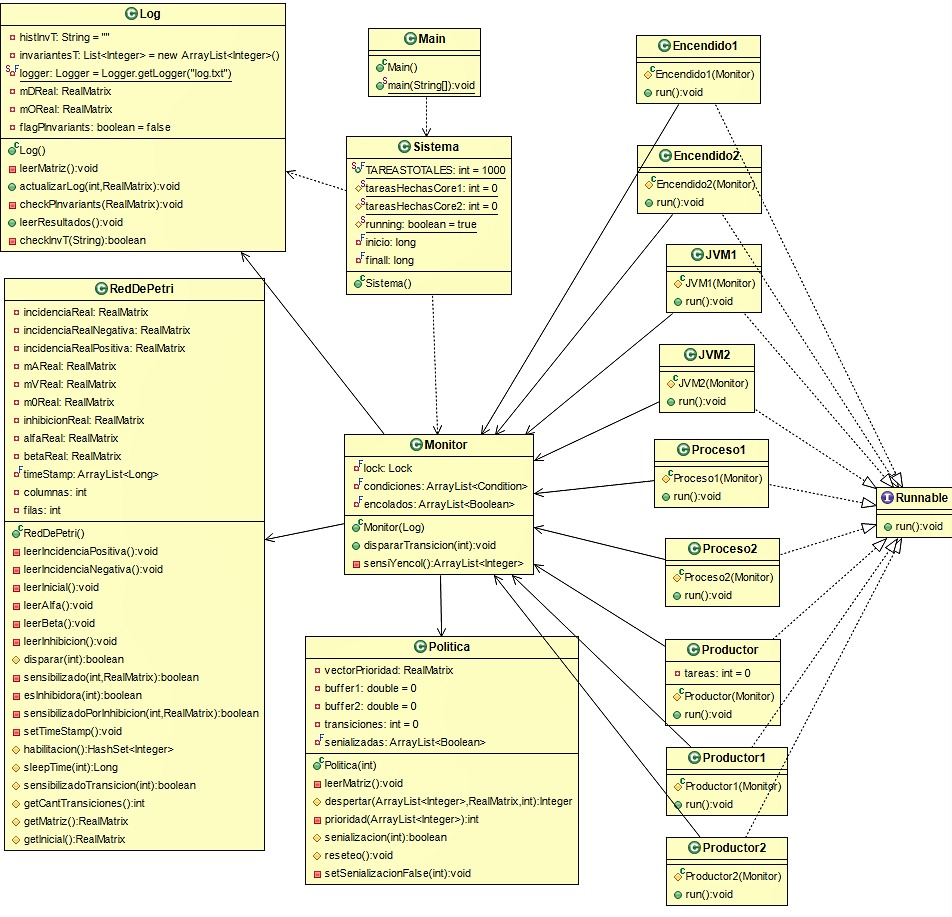 Log
histInvT: String = ""
invariantesT: List<Integer> = new ArrayList<Integer>()
logger: Logger = Logger.getLogger("log.txt")
mDReal: RealMatrix
mOReal: RealMatrix
flagPInvariants: boolean = false
Log()
leerMatriz():void
actualizarLog(int,RealMatrix):void
checkPInvariants(RealMatrix):void
leerResultados():void
checkInvT(String):boolean
Main
Main()
main(String[]):void
Sistema
TAREASTOTALES: int = 1000
tareasHechasCore1: int = 0
tareasHechasCore2: int = 0
running: boolean = true
inicio: long
finall: long
Sistema()
RedDePetri
incidenciaReal: RealMatrix
incidenciaRealNegativa: RealMatrix
incidenciaRealPositiva: RealMatrix
mAReal: RealMatrix
mVReal: RealMatrix
m0Real: RealMatrix
inhibicionReal: RealMatrix
alfaReal: RealMatrix
betaReal: RealMatrix
timeStamp: ArrayList<Long>
columnas: int
filas: int
RedDePetri()
leerIncidenciaPositiva():void
leerIncidenciaNegativa():void
leerInicial():void
leerAlfa():void
leerBeta():void
leerInhibicion():void
disparar(int):boolean
sensibilizado(int,RealMatrix):boolean
esInhibidora(int):boolean
sensibilizadoPorInhibicion(int,RealMatrix):boolean
setTimeStamp():void
habilitacion():HashSet<Integer>
sleepTime(int):Long
sensibilizadoTransicion(int):boolean
getCantTransiciones():int
getMatriz():RealMatrix
getInicial():RealMatrix
Monitor
lock: Lock
condiciones: ArrayList<Condition>
encolados: ArrayList<Boolean>
Monitor(Log)
dispararTransicion(int):void
sensiYencol():ArrayList<Integer>
Politica
vectorPrioridad: RealMatrix
buffer1: double = 0
buffer2: double = 0
transiciones: int = 0
senializadas: ArrayList<Boolean>
Politica(int)
leerMatriz():void
despertar(ArrayList<Integer>,RealMatrix,int):Integer
prioridad(ArrayList<Integer>):int
senializacion(int):boolean
reseteo():void
setSenializacionFalse(int):void
Encendido1
Encendido1(Monitor)
run():void
Encendido2
Encendido2(Monitor)
run():void
JVM1
JVM1(Monitor)
run():void
JVM2
JVM2(Monitor)
run():void
Proceso1
Proceso1(Monitor)
run():void
Proceso2
Proceso2(Monitor)
run():void
Productor
tareas: int = 0
Productor(Monitor)
run():void
Productor1
Productor1(Monitor)
run():void
Productor2
Productor2(Monitor)
run():void
Runnable
run():void